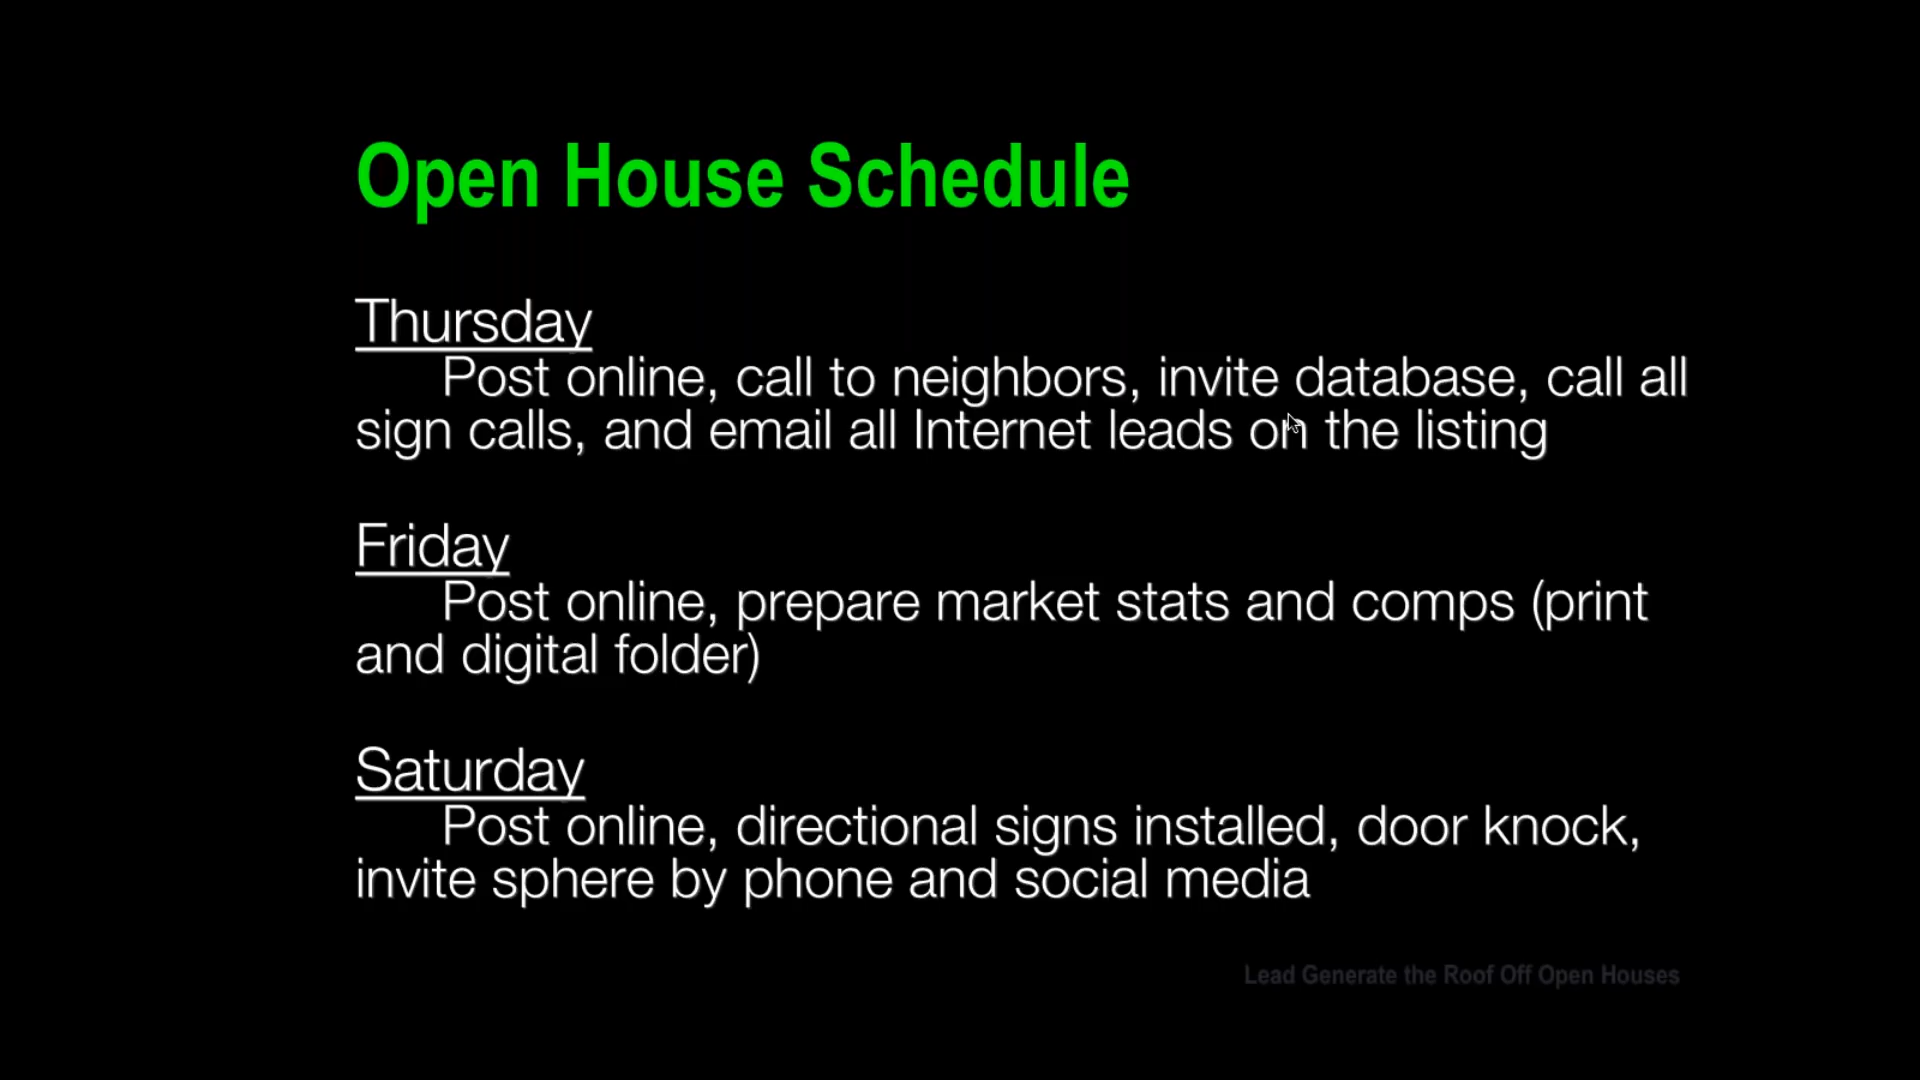 Open House Schedule
Thursday
Post online, call to neighbors, invite database, call all
sign calls, and email all Internet leads on the listing
Friday
Post online, prepare market stats and comps (print
and digital folder)
Saturday
Post online, directional signs installed, door knock,
invite sphere by phone and social media
Lead Generate the Roof Off Open Houses